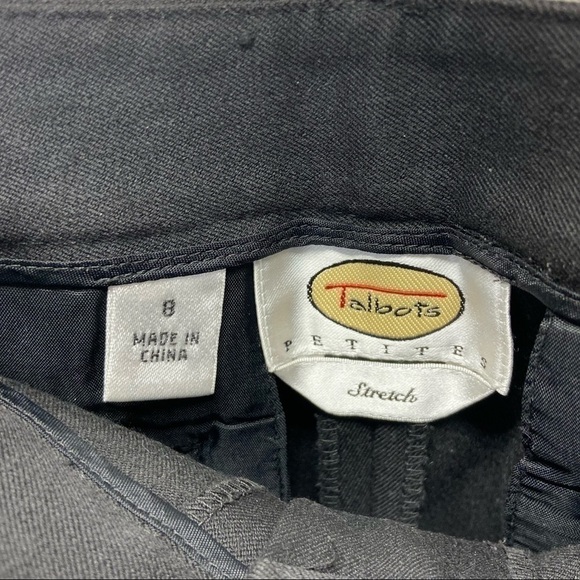 8
MADE IN
CHINA
Talbots
PETITES
Stretch